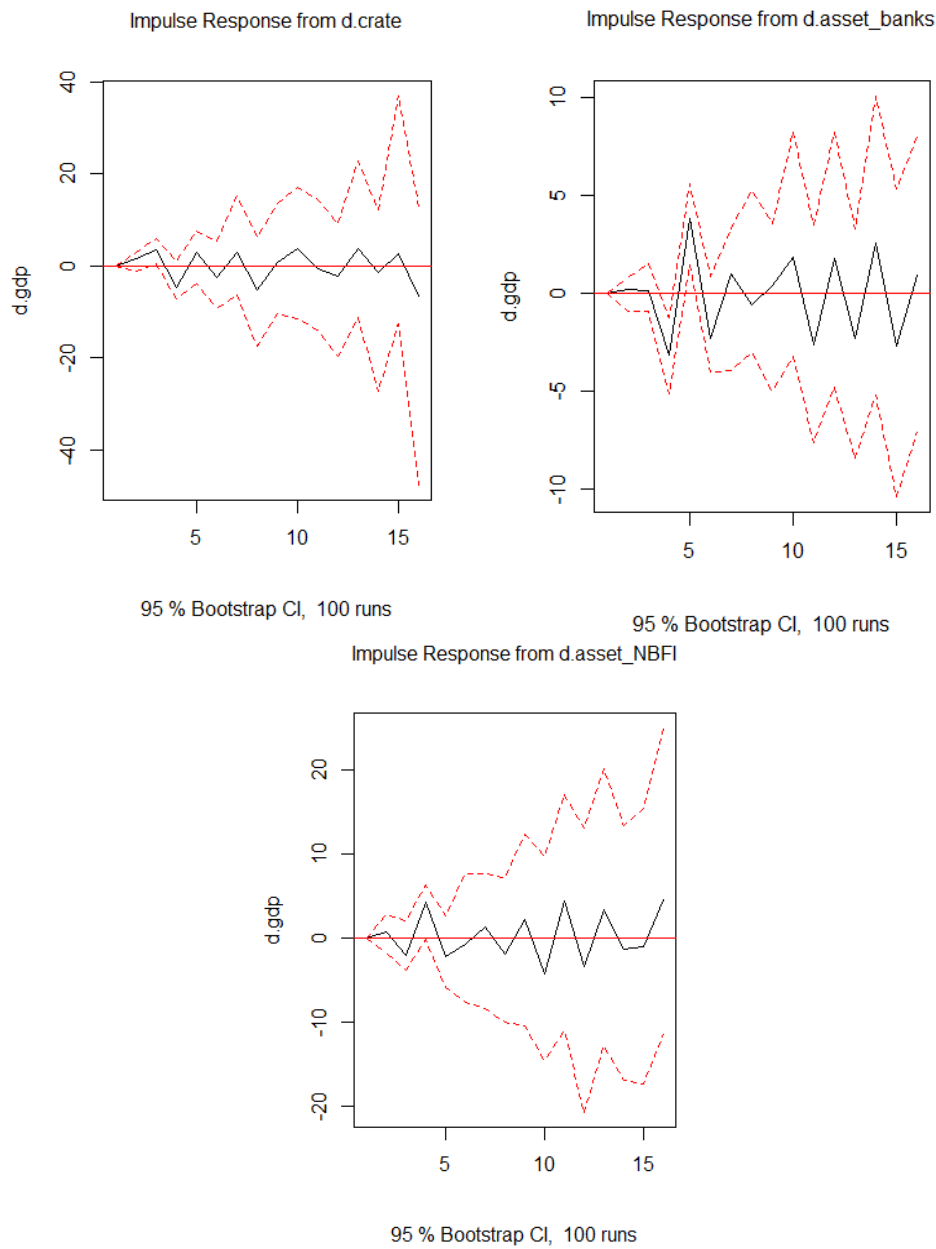 Impulse Response from d.crate
d.gdp
40
20
0
-20
-40
5 10 15
95 % Bootstrap CI, 100 runs
Impulse Response from d.asset_banks
d.gdp
10
5
0
-5
-10
5 10 15
95 % Bootstrap CI, 100 runs
Impulse Response from d.asset_NBFI
d.gdp
20
10
0
-10
-20
5 10 15
95 % Bootstrap CI, 100 runs